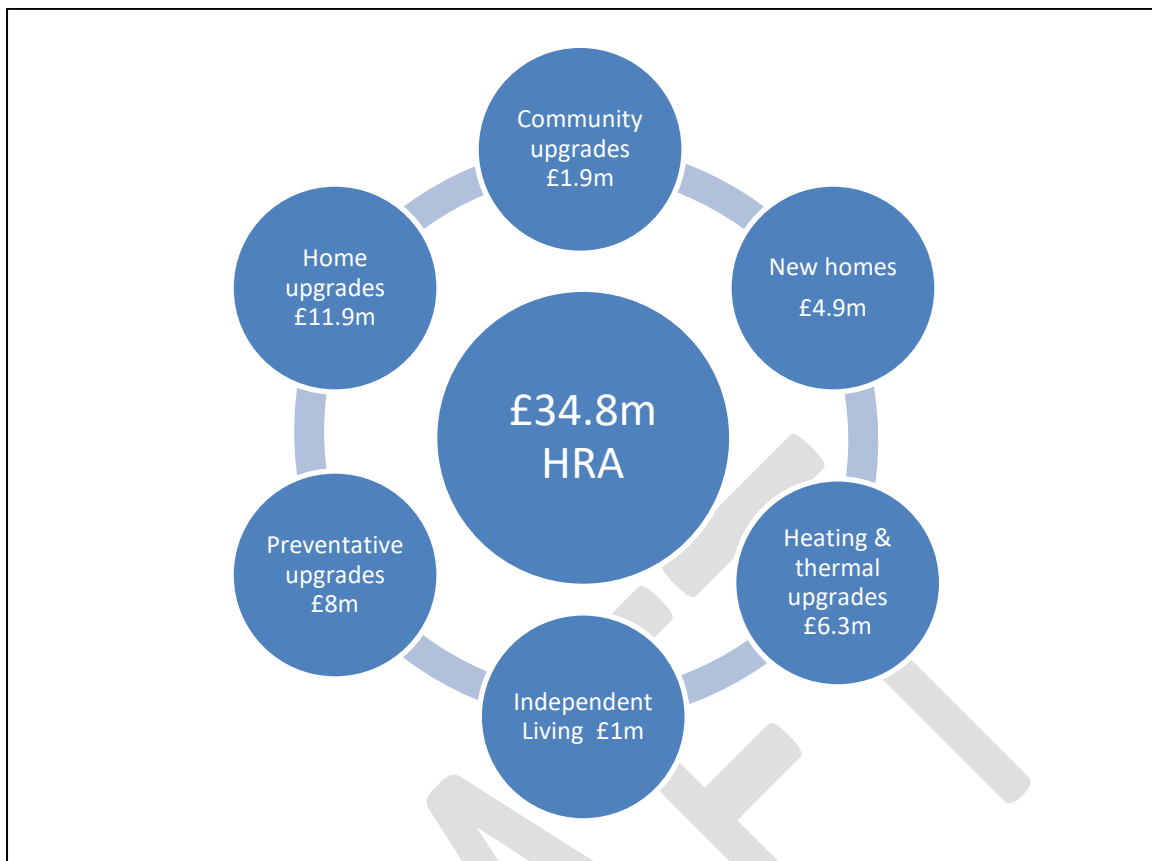 Community
upgrades
£1.9m
New homes
£4.9m
Heating &
thermal
upgrades
£6.3m
Independent
Living £1m
Preventative
upgrades
£8m
Home
upgrades
£11.9m
£34.8m
HRA